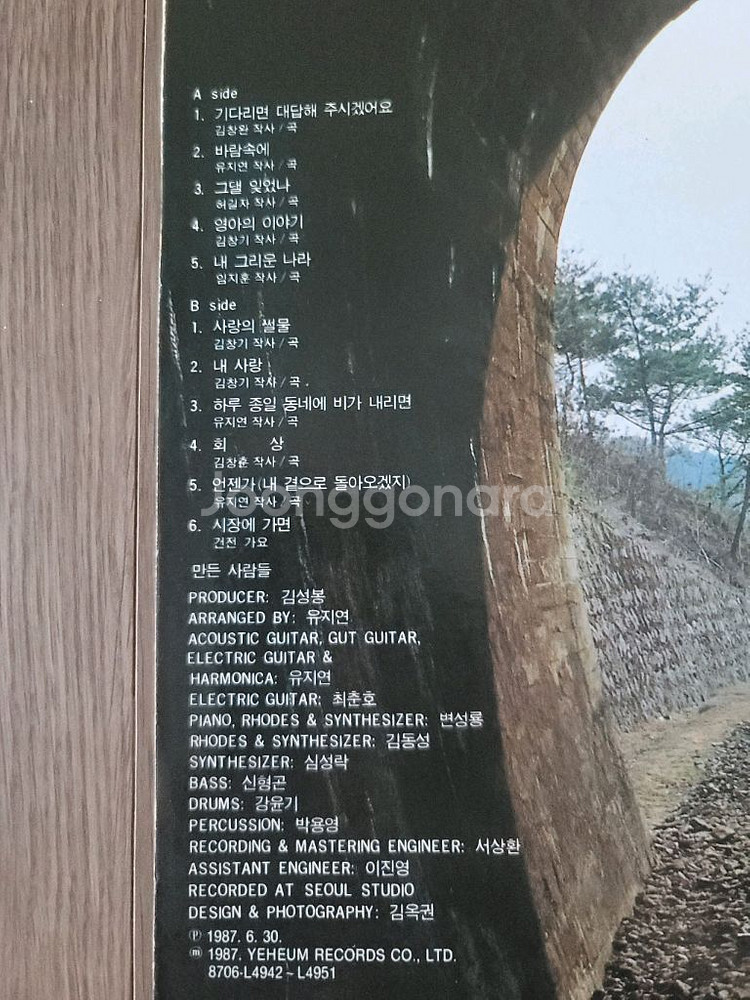 A side
1. 기다리면 대답해 주시겠어요
김창완 작사/곡
2. 바람속에
유지연 작사/곡
3. 그댈 잊었나
허길자 작사/곡
4. 영아의 이야기
김창기 작사/곡
5. 내 그리운 나라
임지훈 작사/곡
B side
1. 사랑의 썰물
김창기 작사/곡
2. 내 사랑
김창기 작사/곡.
3. 하루 종일 동네에 비가 내리면
유지연 작사/곡
4. 회 상
김창훈 작사/곡
5. 언젠가(내 곁으로 돌아오겠지)
유지연 작사/곡
6. 시장에 가면
건전 가요
Joonggonara
만든 사람들
PRODUCER: 김성봉
ARRANGED BY: 유지연
ACOUSTIC GUITAR, GUT GUITAR,
ELECTRIC GUITAR &
HARMONICA: 유지연
ELECTRIC GUITAR: 최춘호
PIANO, RHODES & SYNTHESIZER: 변성룡
RHODES & SYNTHESIZER: 김동성
SYNTHESIZER: 심성락
BASS: 신형곤
DRUMS: 강윤기
PERCUSSION: 박용영
RECORDING & MASTERING ENGINEER: 서상환
ASSISTANT ENGINEER: 이진영
RECORDED AT SEOUL STUDIO
DESIGN & PHOTOGRAPHY: 김옥권
ⓟ 1987. 6. 30.
ⓜ 1987. YEHEUM RECORDS CO., LTD.
8706-L4942~L4951